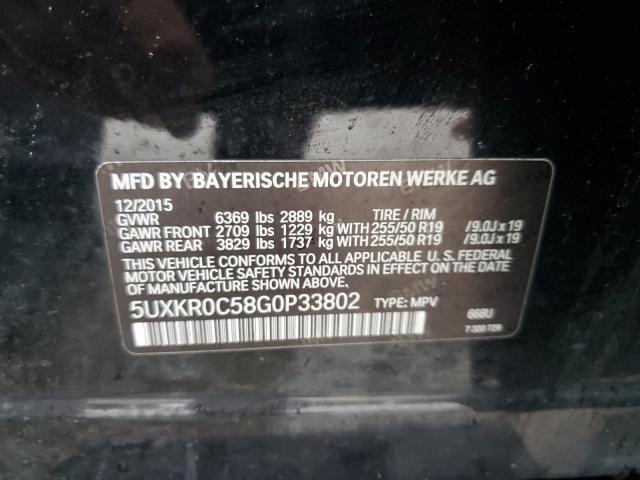 MFD BY BAYERISCHE MOTOREN WERKE AG
12/2015
GVWR 6369 lbs 2889 kg TIRE / RIM
GAWR FRONT 2709 lbs 1229 kg WITH 255/50 R19 /9.0J x 19
GAWR REAR 3829 lbs 1737 kg WITH 255/50 R19 /9.0J x 19
THIS VEHICLE CONFORMS TO ALL APPLICABLE U. S. FEDERAL
MOTOR VEHICLE SAFETY STANDARDS IN EFFECT ON THE DATE
OF MANUFACTURE SHOWN ABOVE.
5UXKR0C58G0P33802 TYPE: MPV 668U
7 320 729